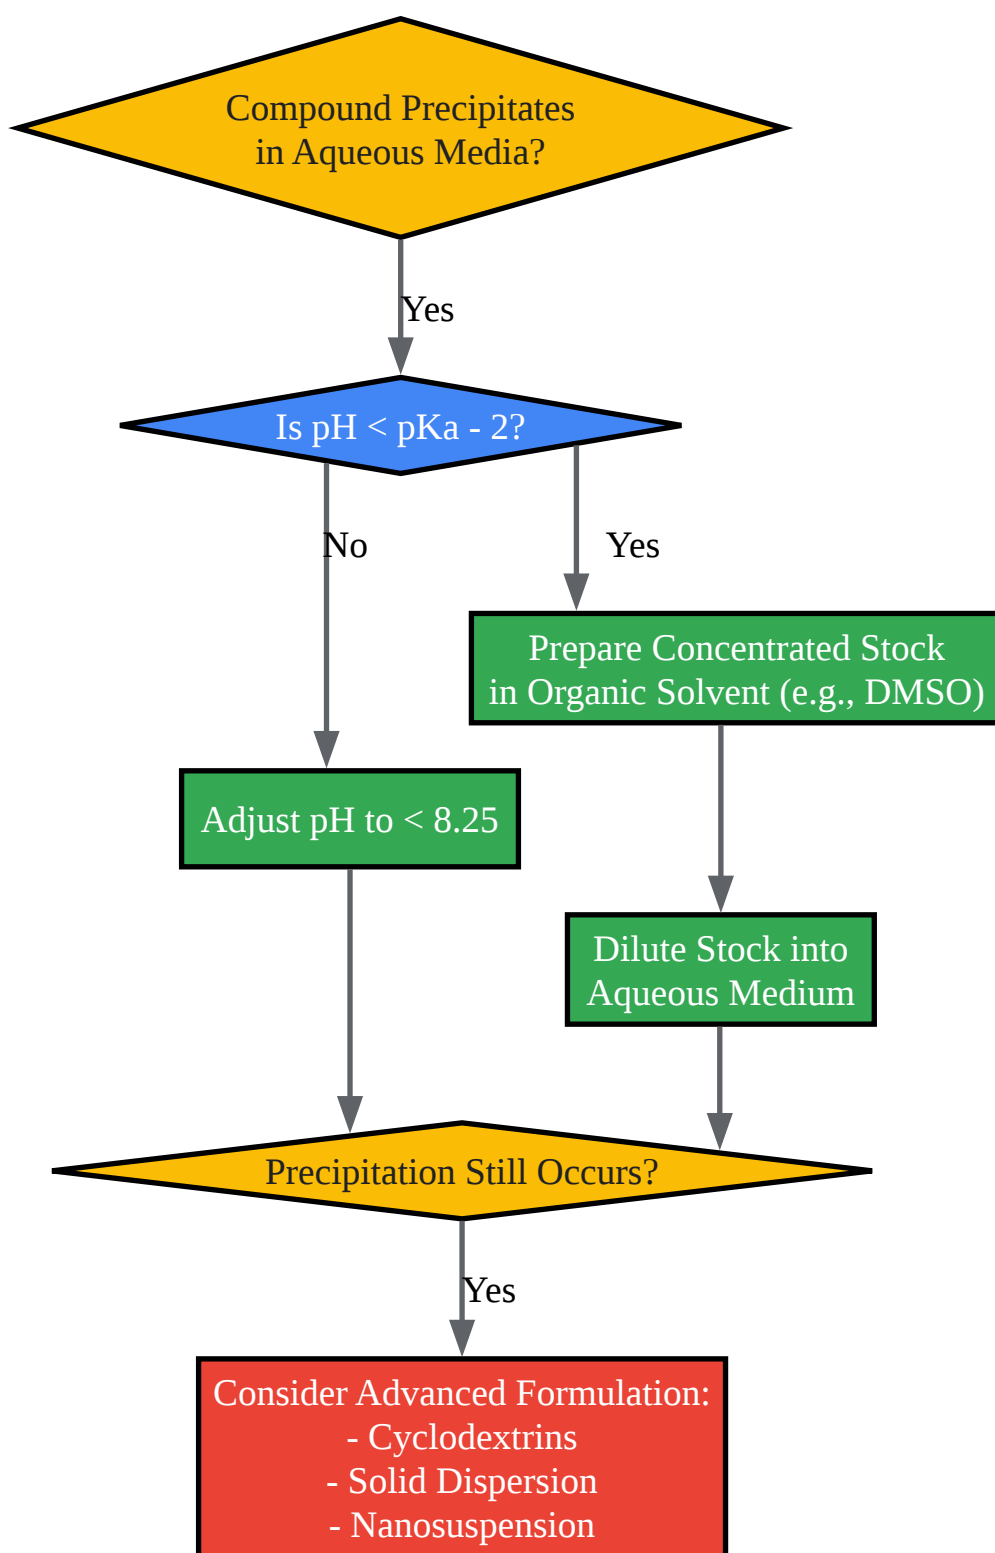 Compound Precipitates
in Aqueous Media?
Yes
Is pH < pKa - 2?
No
Yes
Prepare Concentrated Stock
in Organic Solvent (e.g., DMSO)
Adjust pH to < 8.25
Dilute Stock into
Aqueous Medium
Precipitation Still Occurs?
Yes
Consider Advanced Formulation:
- Cyclodextrins
- Solid Dispersion
- Nanosuspension